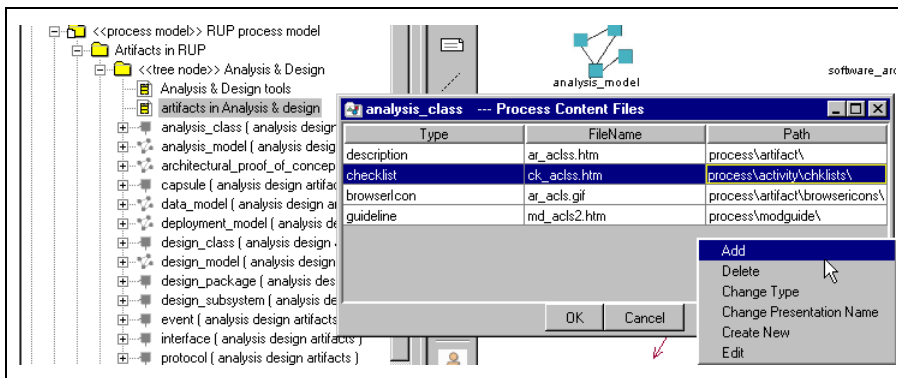 <<process model>> RUP process model
Artifacts in RUP
<<tree node>> Analysis & Design
Analysis & Design tools
artifacts in Analysis & design
analysis_class ( analysis design
analysis_model ( analysis desig
architectural_proof_of_concep
capsule ( analysis design artifac
data_model ( analysis design ar
deployment_model ( analysis de
design_class ( analysis design
design_model ( analysis design
design_package ( analysis des
design_subsystem ( analysis de
event ( analysis design artifacts
interface ( analysis design artifacts )
protocol ( analysis design artifacts )
analysis_model
software_arc
analysis_class --- Process Content Files
Type FileName Path
description ar_aclss.htm process\artifact\
checklist ck_aclss.htm process\activity\chklists\
browserIcon ar_acls.gif process\artifact\browsericons\
guideline md_acls2.htm process\modguide\
OK Cancel
Add
Delete
Change Type
Change Presentation Name
Create New
Edit